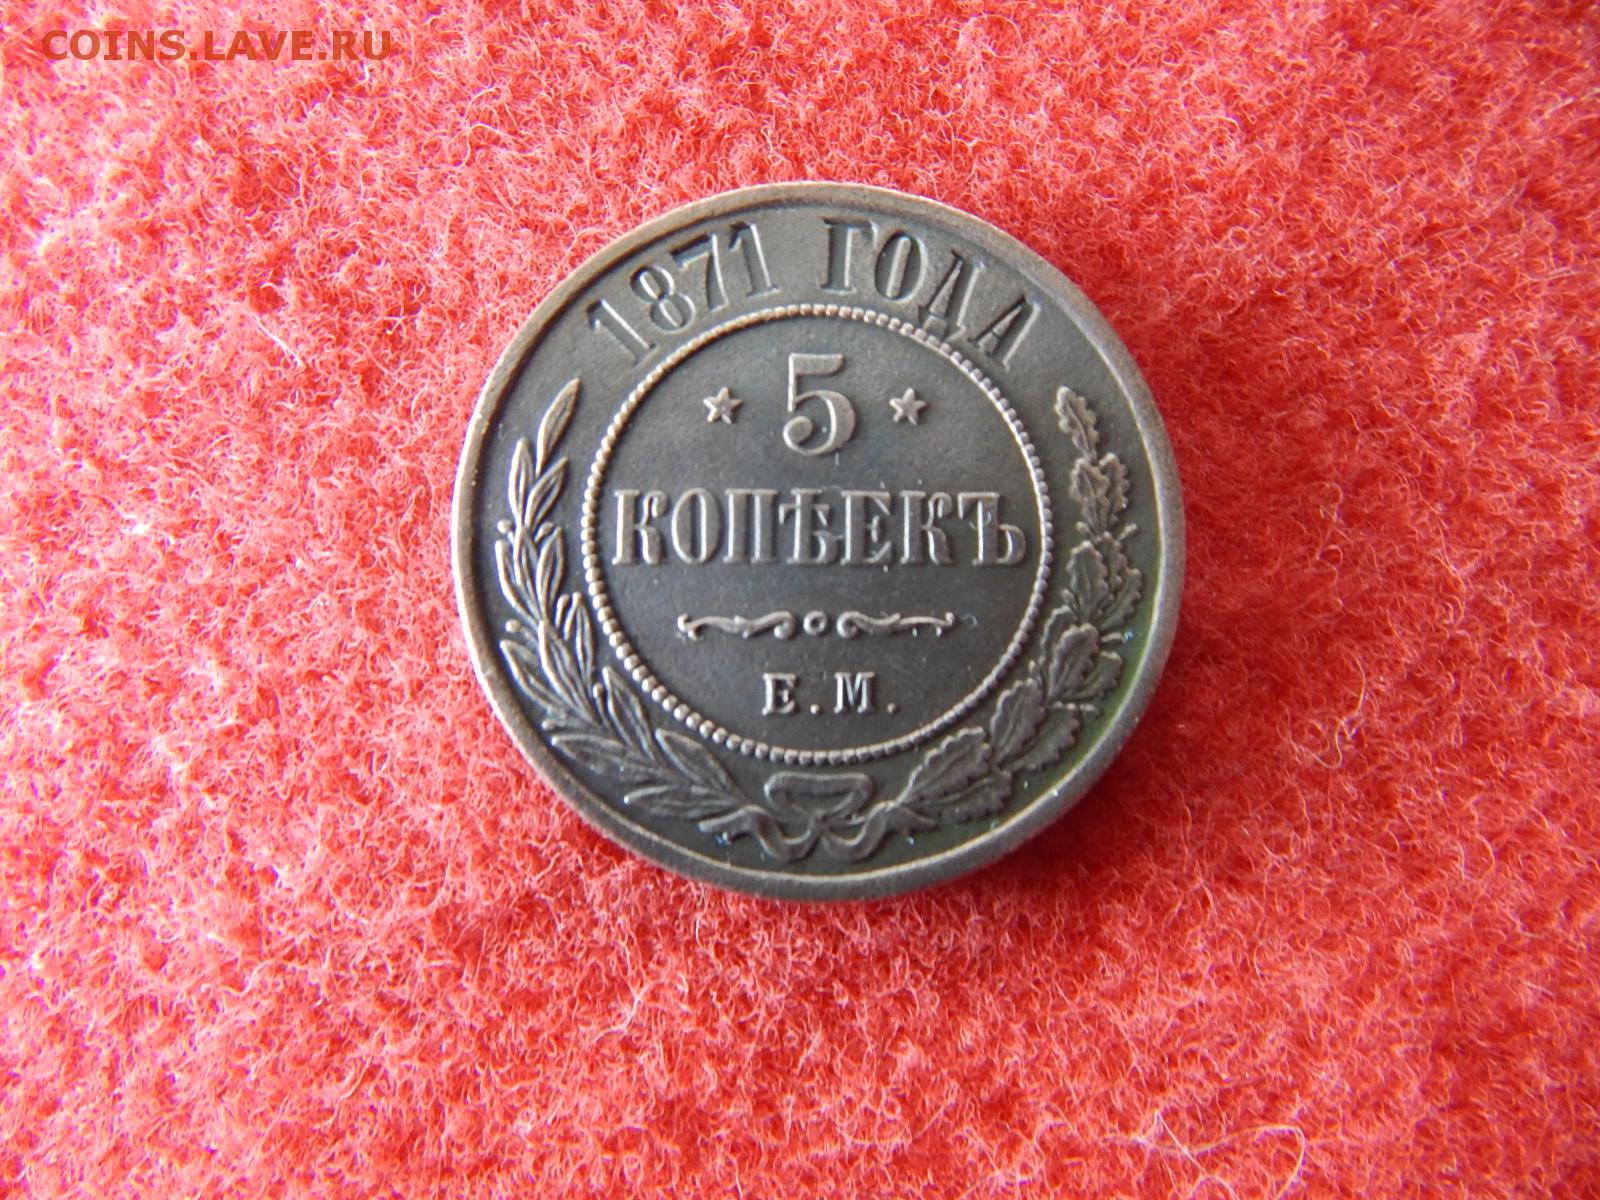 COINS.LAVE.RU
1871 ГОДА
5
КОПѢЕКЪ
Е.М.